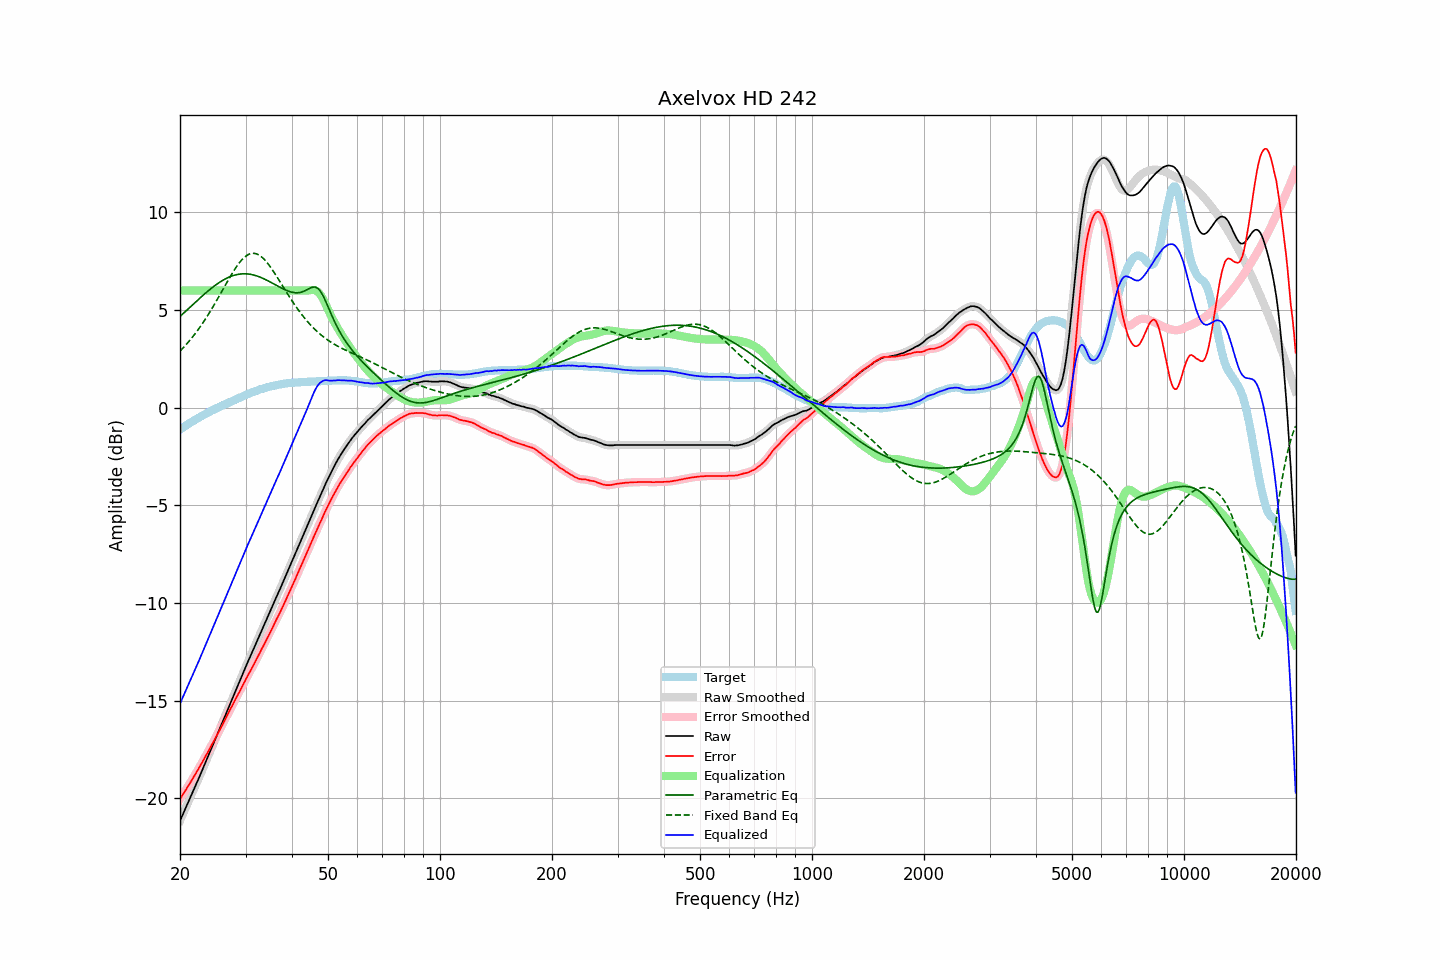 Axelvox HD 242
Amplitude (dBr)
10
5
0
−5
−10
−15
−20
Target
Raw Smoothed
Error Smoothed
Raw
Error
Equalization
Parametric Eq
Fixed Band Eq
Equalized
20 50 100 200 500 1000 2000 5000 10000 20000
Frequency (Hz)